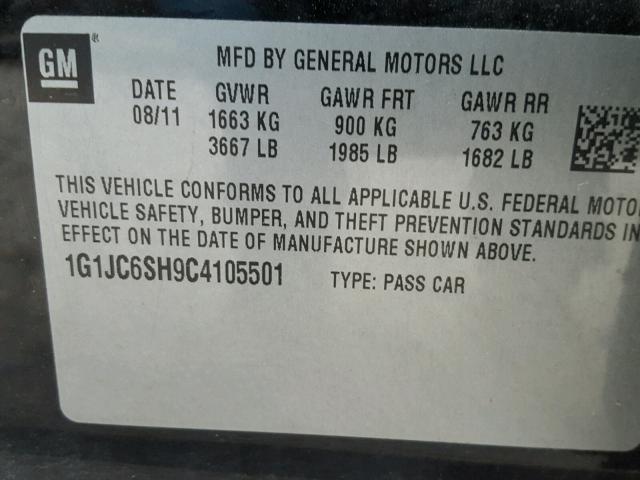 GM®
MFD BY GENERAL MOTORS LLC
DATE GVWR GAWR FRT GAWR RR
08/11 1663 KG 900 KG 763 KG
3667 LB 1985 LB 1682 LB
THIS VEHICLE CONFORMS TO ALL APPLICABLE U.S. FEDERAL MOTO
VEHICLE SAFETY, BUMPER, AND THEFT PREVENTION STANDARDS IN
EFFECT ON THE DATE OF MANUFACTURE SHOWN ABOVE.
1G1JC6SH9C4105501 TYPE: PASS CAR